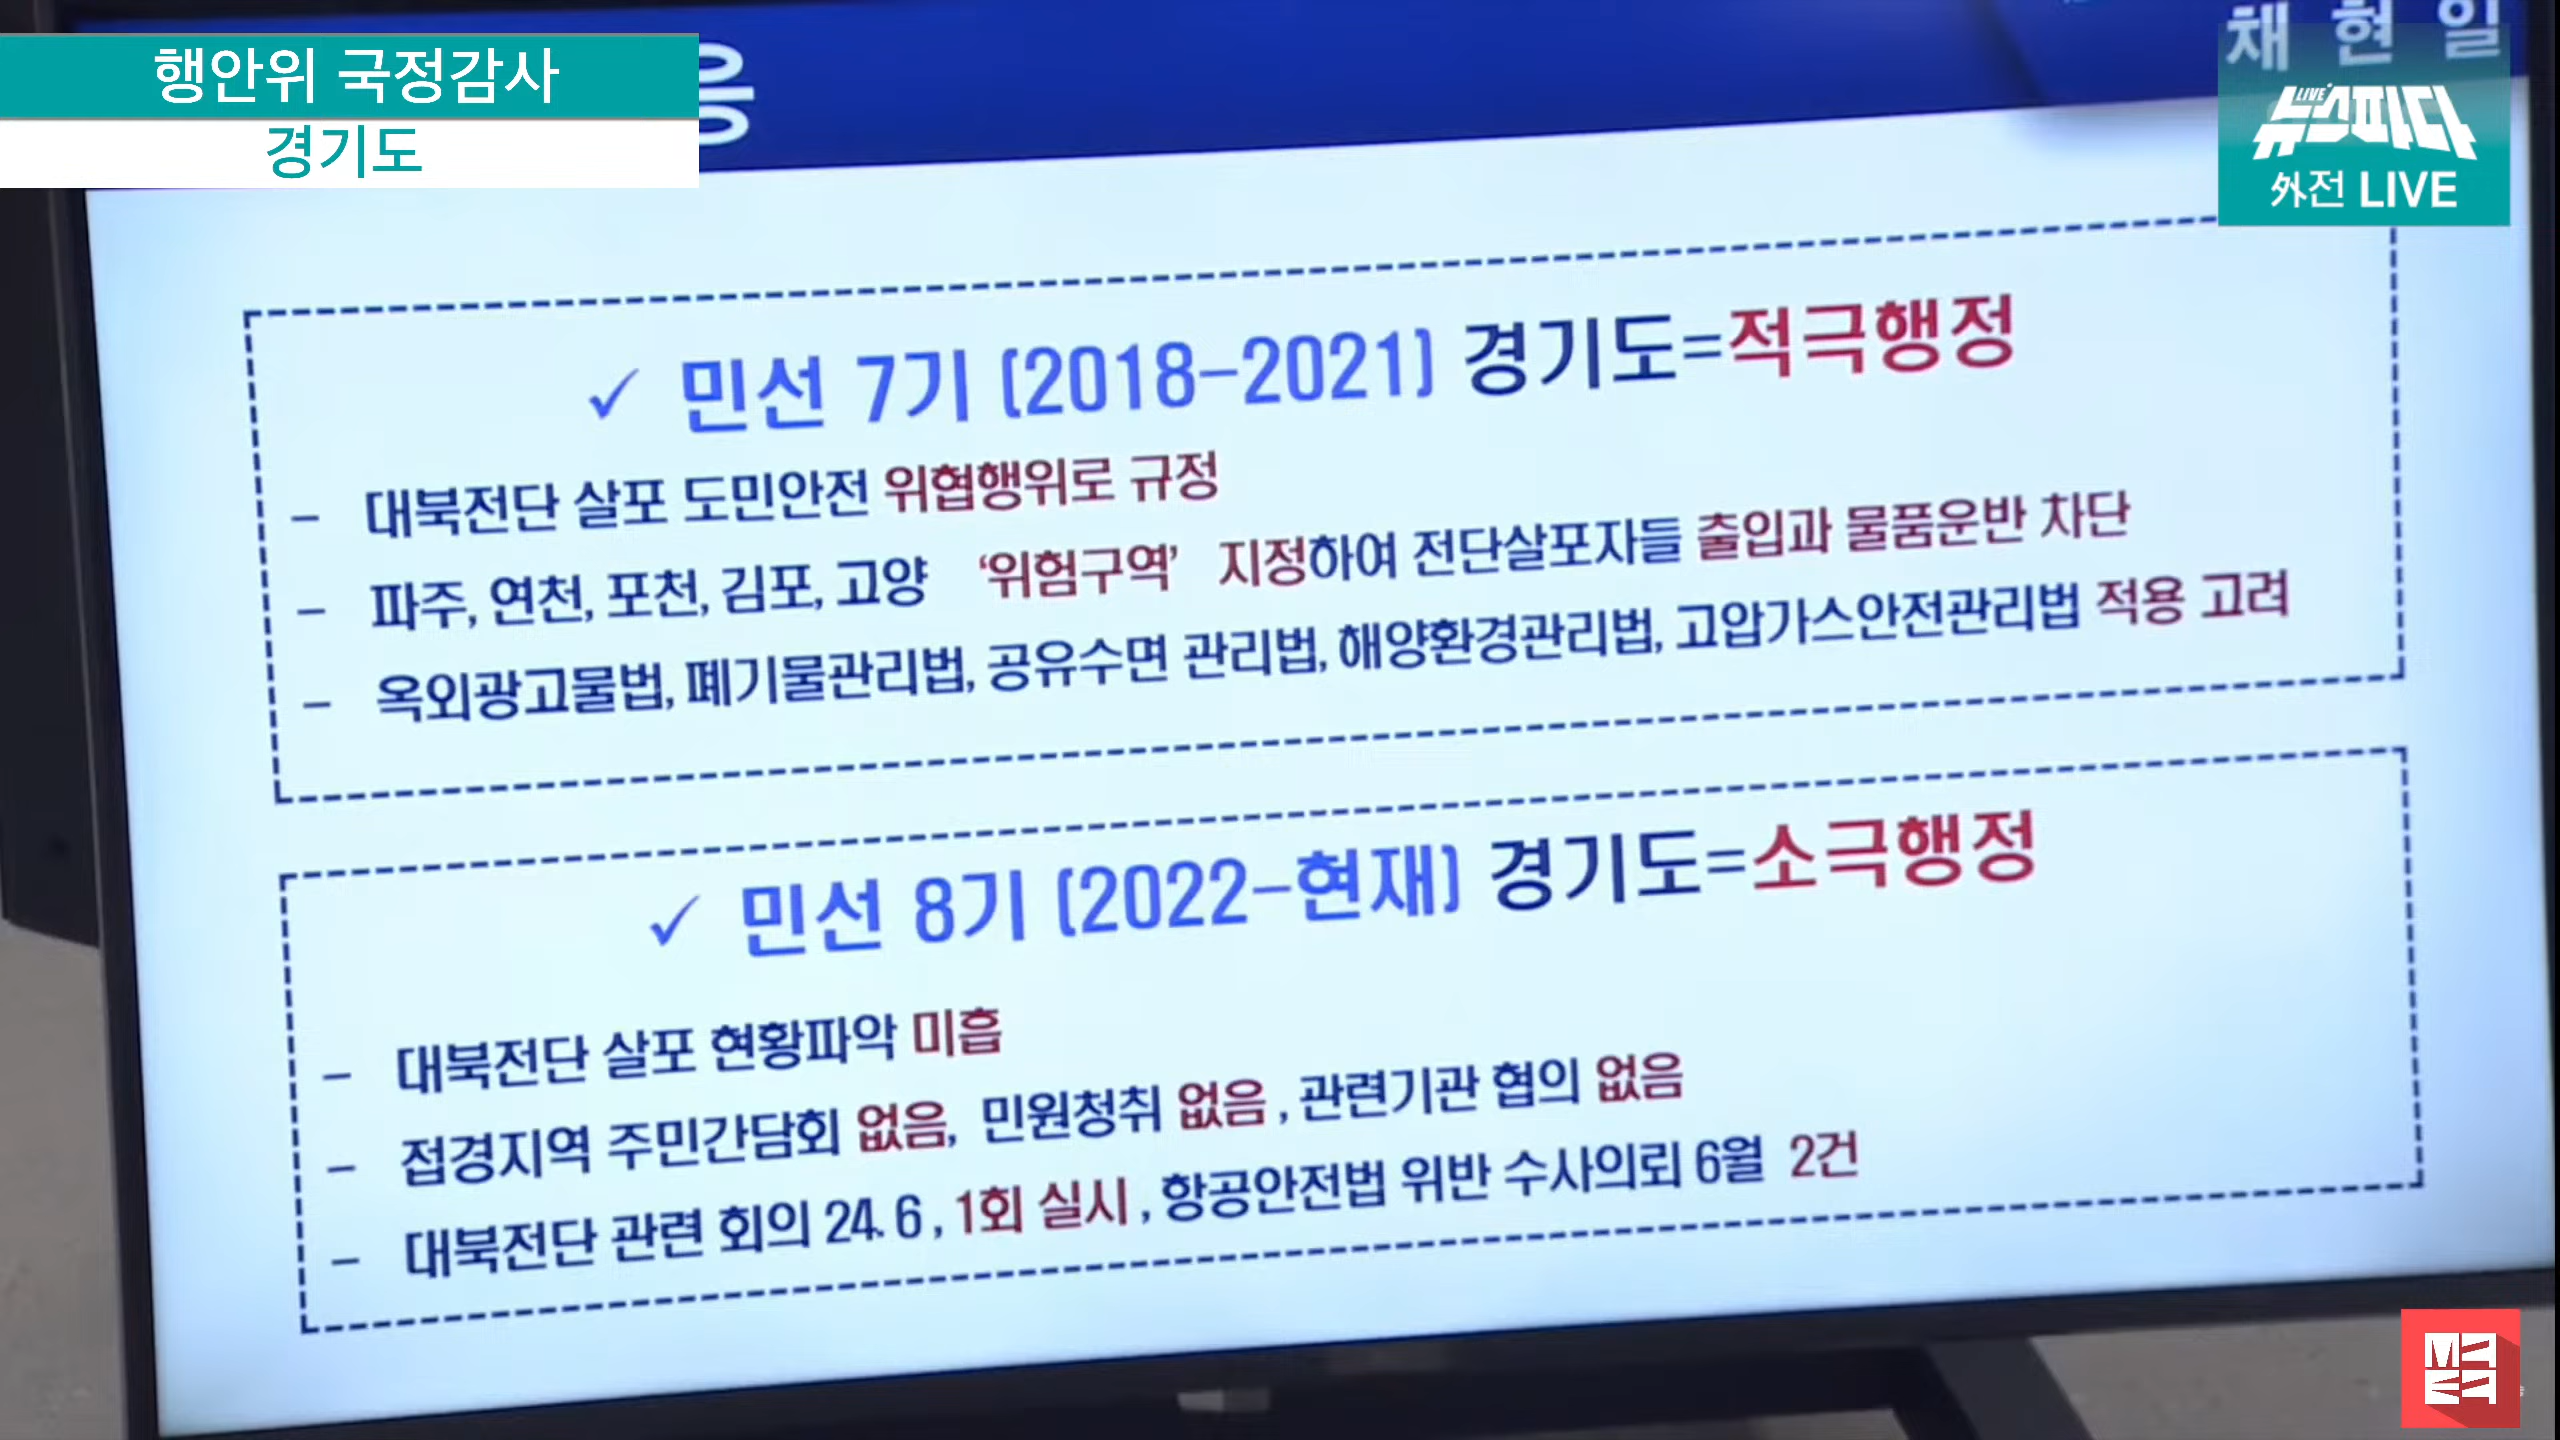 행안위 국정감사
경기도
응
채 현 일
LIVE
뉴스파다
外전 LIVE
✓ 민선 7기 (2018-2021) 경기도=적극행정
- 대북전단 살포 도민안전 위협행위로 규정
- 파주, 연천, 포천, 김포, 고양 ‘위험구역’ 지정하여 전단살포자들 출입과 물품운반 차단
- 옥외광고물법, 폐기물관리법, 공유수면 관리법, 해양환경관리법, 고압가스안전관리법 적용 고려
✓ 민선 8기 (2022-현재) 경기도=소극행정
- 대북전단 살포 현황파악 미흡
- 접경지역 주민간담회 없음, 민원청취 없음, 관련기관 협의 없음
- 대북전단 관련 회의 24. 6, 1회 실시, 항공안전법 위반 수사의뢰 6월 2건